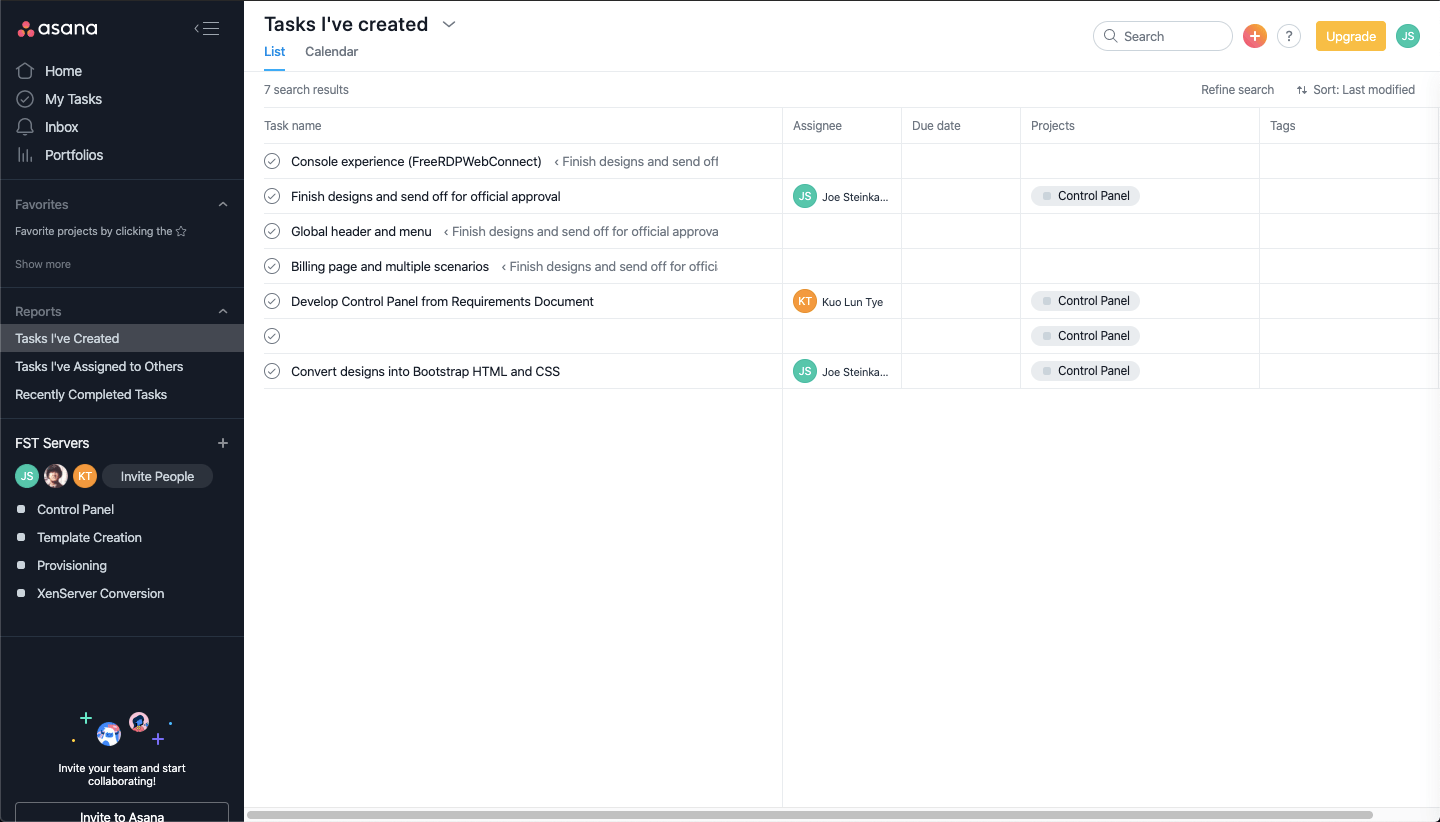 asana
Home
My Tasks
Inbox
Portfolios
Favorites
Favorite projects by clicking the
Show more
Reports
Tasks I've Created
Tasks I've Assigned to Others
Recently Completed Tasks
FST Servers
JS KT Invite People
Control Panel
Template Creation
Provisioning
XenServer Conversion
Invite your team and start
collaborating!
Invite to Asana
Tasks I've created
List Calendar
Search + ? Upgrade JS
7 search results Refine search Sort: Last modified
Task name Assignee Due date Projects Tags
Console experience (FreeRDPWebConnect) ‹ Finish designs and send off
Finish designs and send off for official approval JS Joe Steinka... Control Panel
Global header and menu ‹ Finish designs and send off for official approva
Billing page and multiple scenarios ‹ Finish designs and send off for offici
Develop Control Panel from Requirements Document KT Kuo Lun Tye Control Panel
Control Panel
Convert designs into Bootstrap HTML and CSS JS Joe Steinka... Control Panel